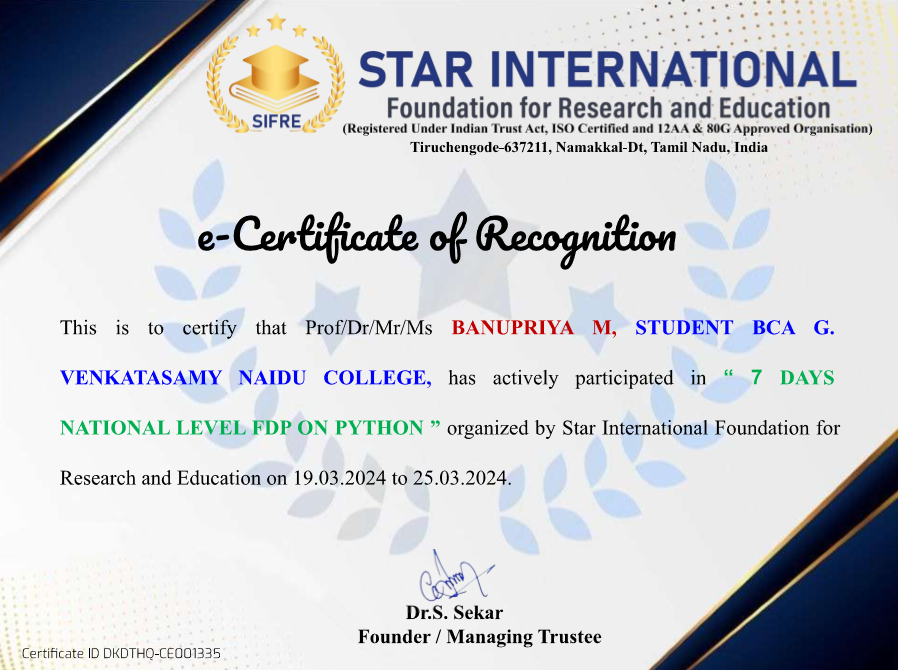 SIFRE
STAR INTERNATIONAL
Foundation for Research and Education
(Registered Under Indian Trust Act, ISO Certified and 12AA & 80G Approved Organisation)
Tiruchengode-637211, Namakkal-Dt, Tamil Nadu, India
e-Certificate of Recognition
This is to certify that Prof/Dr/Mr/Ms BANUPRIYA M, STUDENT BCA G.
VENKATASAMY NAIDU COLLEGE, has actively participated in “ 7 DAYS
NATIONAL LEVEL FDP ON PYTHON ” organized by Star International Foundation for
Research and Education on 19.03.2024 to 25.03.2024.
Dr.S. Sekar
Founder / Managing Trustee
Certificate ID DKDTHQ-CE001335